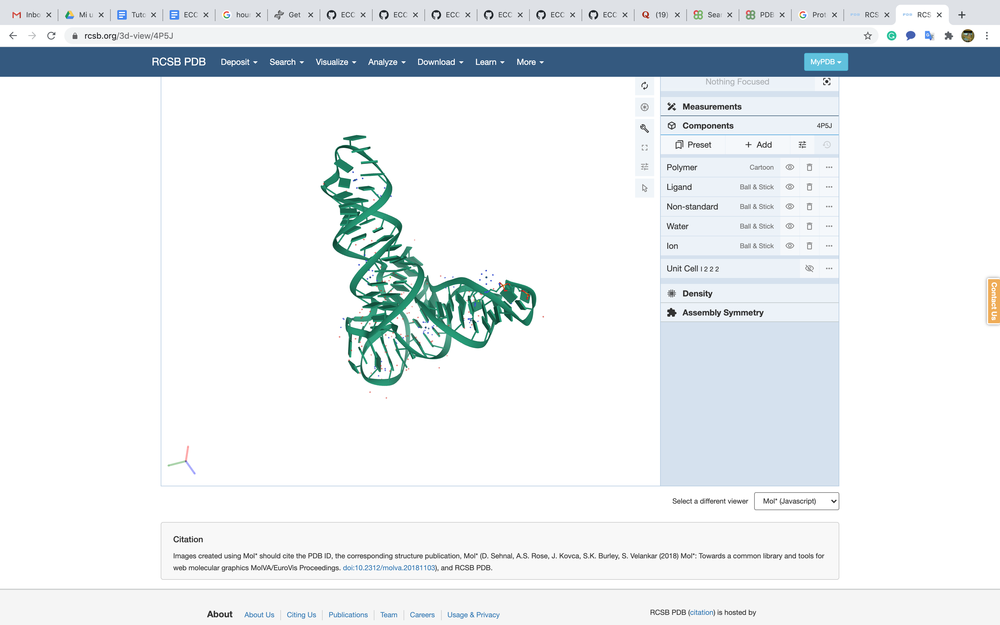 Inbo
Mi u
Tuto
ECC
hour
Get
ECC
ECC
ECC
ECC
ECC
ECC
(19)
Sear
PDB
Prot
RCS
RCS
rcsb.org/3d-view/4P5J
RCSB PDB Deposit Search Visualize Analyze Download Learn More MyPDB
Nothing Focused
Measurements
Components 4P5J
Preset Add
Polymer Cartoon
Ligand Ball & Stick
Non-standard Ball & Stick
Water Ball & Stick
Ion Ball & Stick
Unit Cell I 2 2 2
Density
Assembly Symmetry
Contact Us
Select a different viewer Mol* (Javascript)
Citation
Images created using Mol* should cite the PDB ID, the corresponding structure publication, Mol* (D. Sehnal, A.S. Rose, J. Kovca, S.K. Burley, S. Velankar (2018) Mol*: Towards a common library and tools for
web molecular graphics MolVA/EuroVis Proceedings. doi:10.2312/molva.20181103), and RCSB PDB.
About About Us Citing Us Publications Team Careers Usage & Privacy
RCSB PDB (citation) is hosted by